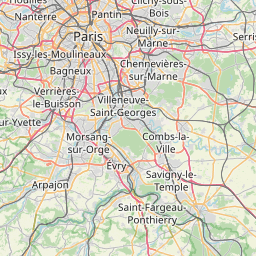 Clichy-sous-
Bois
Nanterre
Pantin
Paris
Neuilly-sur-
Marne
Serris
Issy-les-Moulineaux
Chennevières-
sur-Marne
Bagneux
Verrières-
le-Buisson
Villeneuve-
Saint-Georges
sur-Yvette
Morsang-
sur-Orge
Combs-la-
Ville
Évry
Savigny-le-
Temple
Arpajon
Saint-Fargeau-
Ponthierry